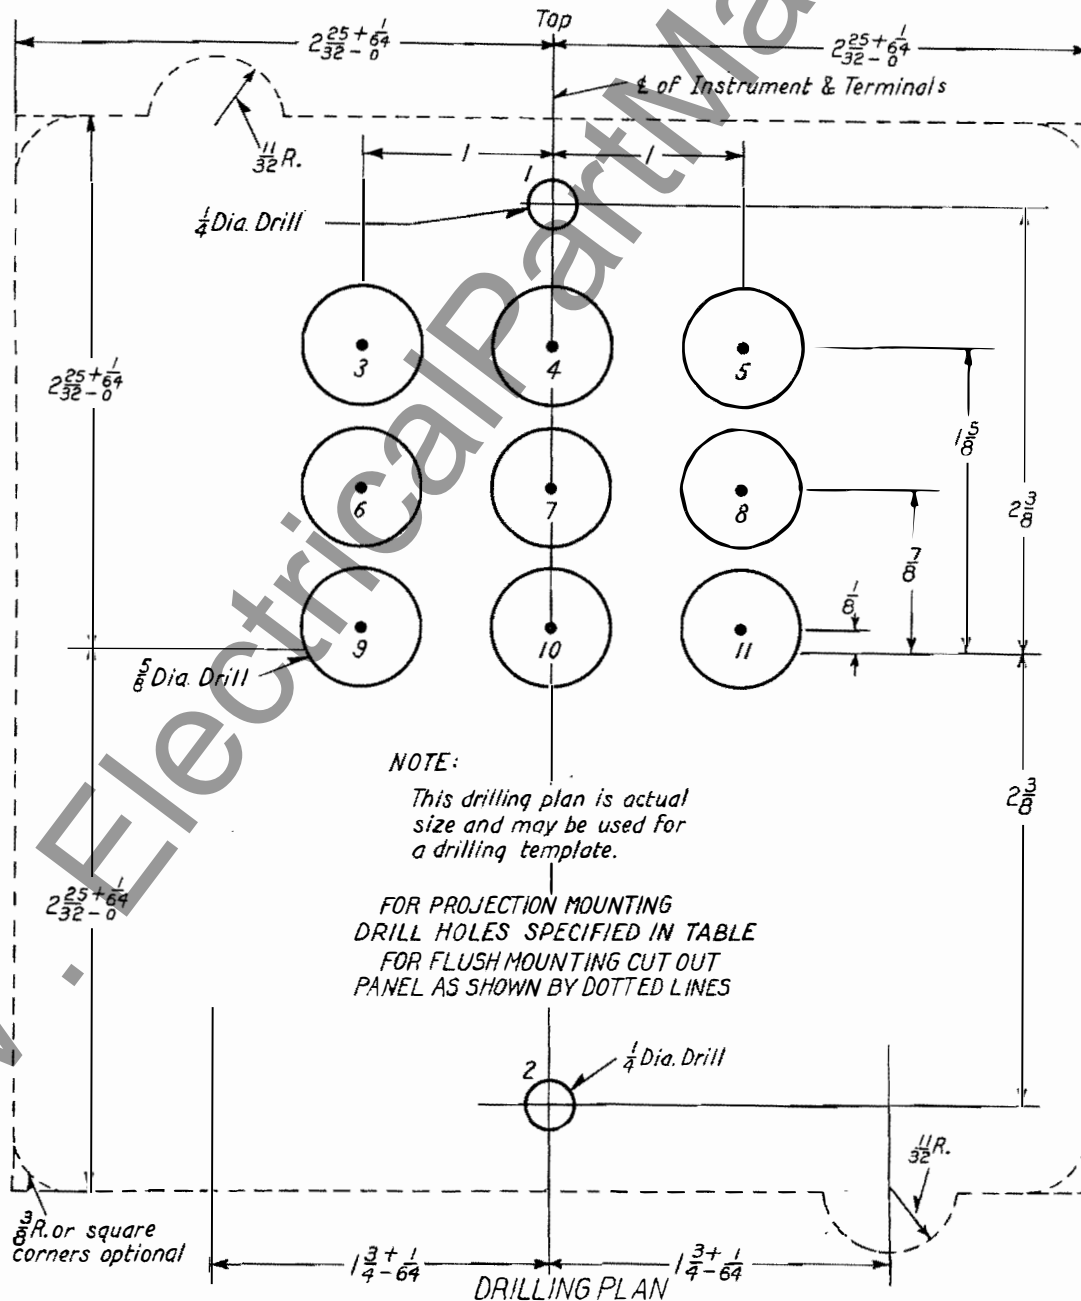 Top
2 25/32 + 1/64 - 0
2 25/32 + 1/64 - 0
℄ of Instrument & Terminals
11/32 R.
1
1
1
1/4 Dia. Drill
3
4
5
2 25/32 + 1/64 - 0
1 5/8
6
7
8
2 3/8
7/8
1/8
9
10
11
5/8 Dia. Drill
NOTE:
This drilling plan is actual
size and may be used for
a drilling template.
2 3/8
2 25/32 + 1/64 - 0
FOR PROJECTION MOUNTING
DRILL HOLES SPECIFIED IN TABLE
FOR FLUSH MOUNTING CUT OUT
PANEL AS SHOWN BY DOTTED LINES
2
1/4 Dia. Drill
11/32 R.
3/8 R. or square
corners optional
1 3/4 + - 1/64
1 3/4 + - 1/64
DRILLING PLAN
. ElectricalPartMa